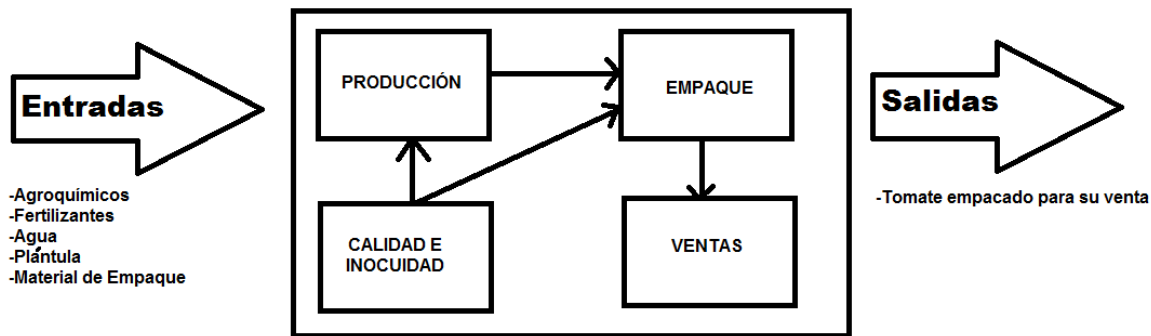 Entradas
-Agroquímicos
-Fertilizantes
-Agua
-Plántula
-Material de Empaque
PRODUCCIÓN
EMPAQUE
CALIDAD E
INOCUIDAD
VENTAS
Salidas
-Tomate empacado para su venta